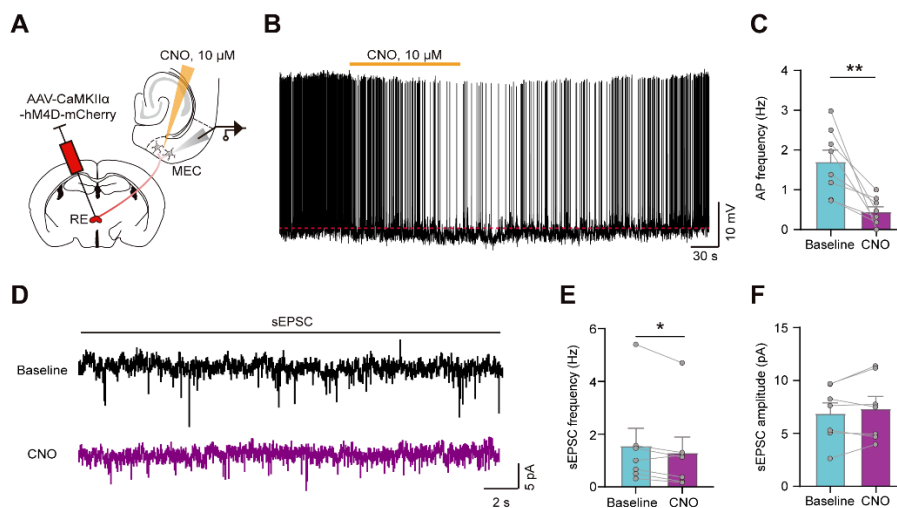 A
CNO, 10 μM
AAV-CaMKIIα
-hM4D-mCherry
MEC
RE
B
CNO, 10 μM
10 mV
30 s
C
**
AP frequency (Hz)
4
3
2
1
0
Baseline
CNO
D
sEPSC
Baseline
CNO
5 pA
2 s
E
*
sEPSC frequency (Hz)
6
4
2
0
Baseline
CNO
F
sEPSC amplitude (pA)
15
10
5
0
Baseline
CNO